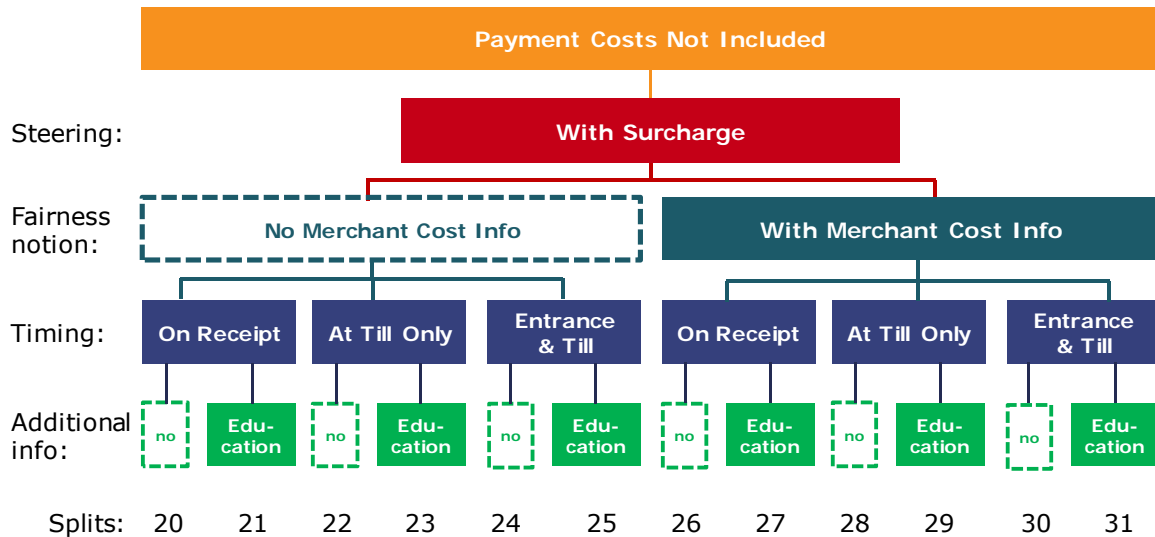 Payment Costs Not Included
Steering:
With Surcharge
Fairness
notion:
No Merchant Cost Info
With Merchant Cost Info
Timing:
On Receipt
At Till Only
Entrance
& Till
On Receipt
At Till Only
Entrance
& Till
Additional
info:
no
Edu-
cation
no
Edu-
cation
no
Edu-
cation
no
Edu-
cation
no
Edu-
cation
no
Edu-
cation
Splits: 20 21 22 23 24 25 26 27 28 29 30 31